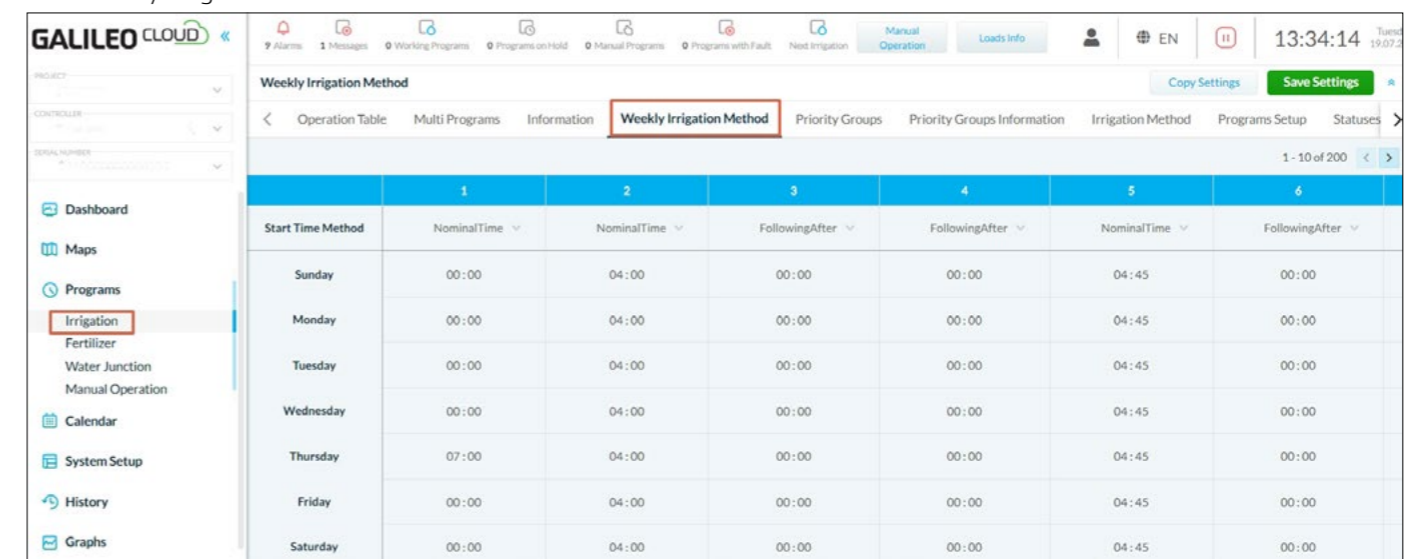 GALILEO CLOUD «
9 Alarms 1 Messages 0 Working Programs 0 Programs on Hold 0 Manual Programs 0 Programs with Fault Next Irrigation Manual Operation Loads Info EN 13:34:14
PROJECT
CONTROLLER
SERIAL NUMBER
Dashboard
Maps
Programs
Irrigation
Fertilizer
Water Junction
Manual Operation
Calendar
System Setup
History
Graphs
Weekly Irrigation Method Copy Settings Save Settings
< Operation Table Multi Programs Information Weekly Irrigation Method Priority Groups Priority Groups Information Irrigation Method Programs Setup Statuses >
1 - 10 of 200 < >
1 2 3 4 5 6
Start Time Method NominalTime NominalTime FollowingAfter FollowingAfter NominalTime FollowingAfter
Sunday 00:00 04:00 00:00 00:00 04:45 00:00
Monday 00:00 04:00 00:00 00:00 04:45 00:00
Tuesday 00:00 04:00 00:00 00:00 04:45 00:00
Wednesday 00:00 04:00 00:00 00:00 04:45 00:00
Thursday 07:00 04:00 00:00 00:00 04:45 00:00
Friday 00:00 04:00 00:00 00:00 04:45 00:00
Saturday 00:00 04:00 00:00 00:00 04:45 00:00